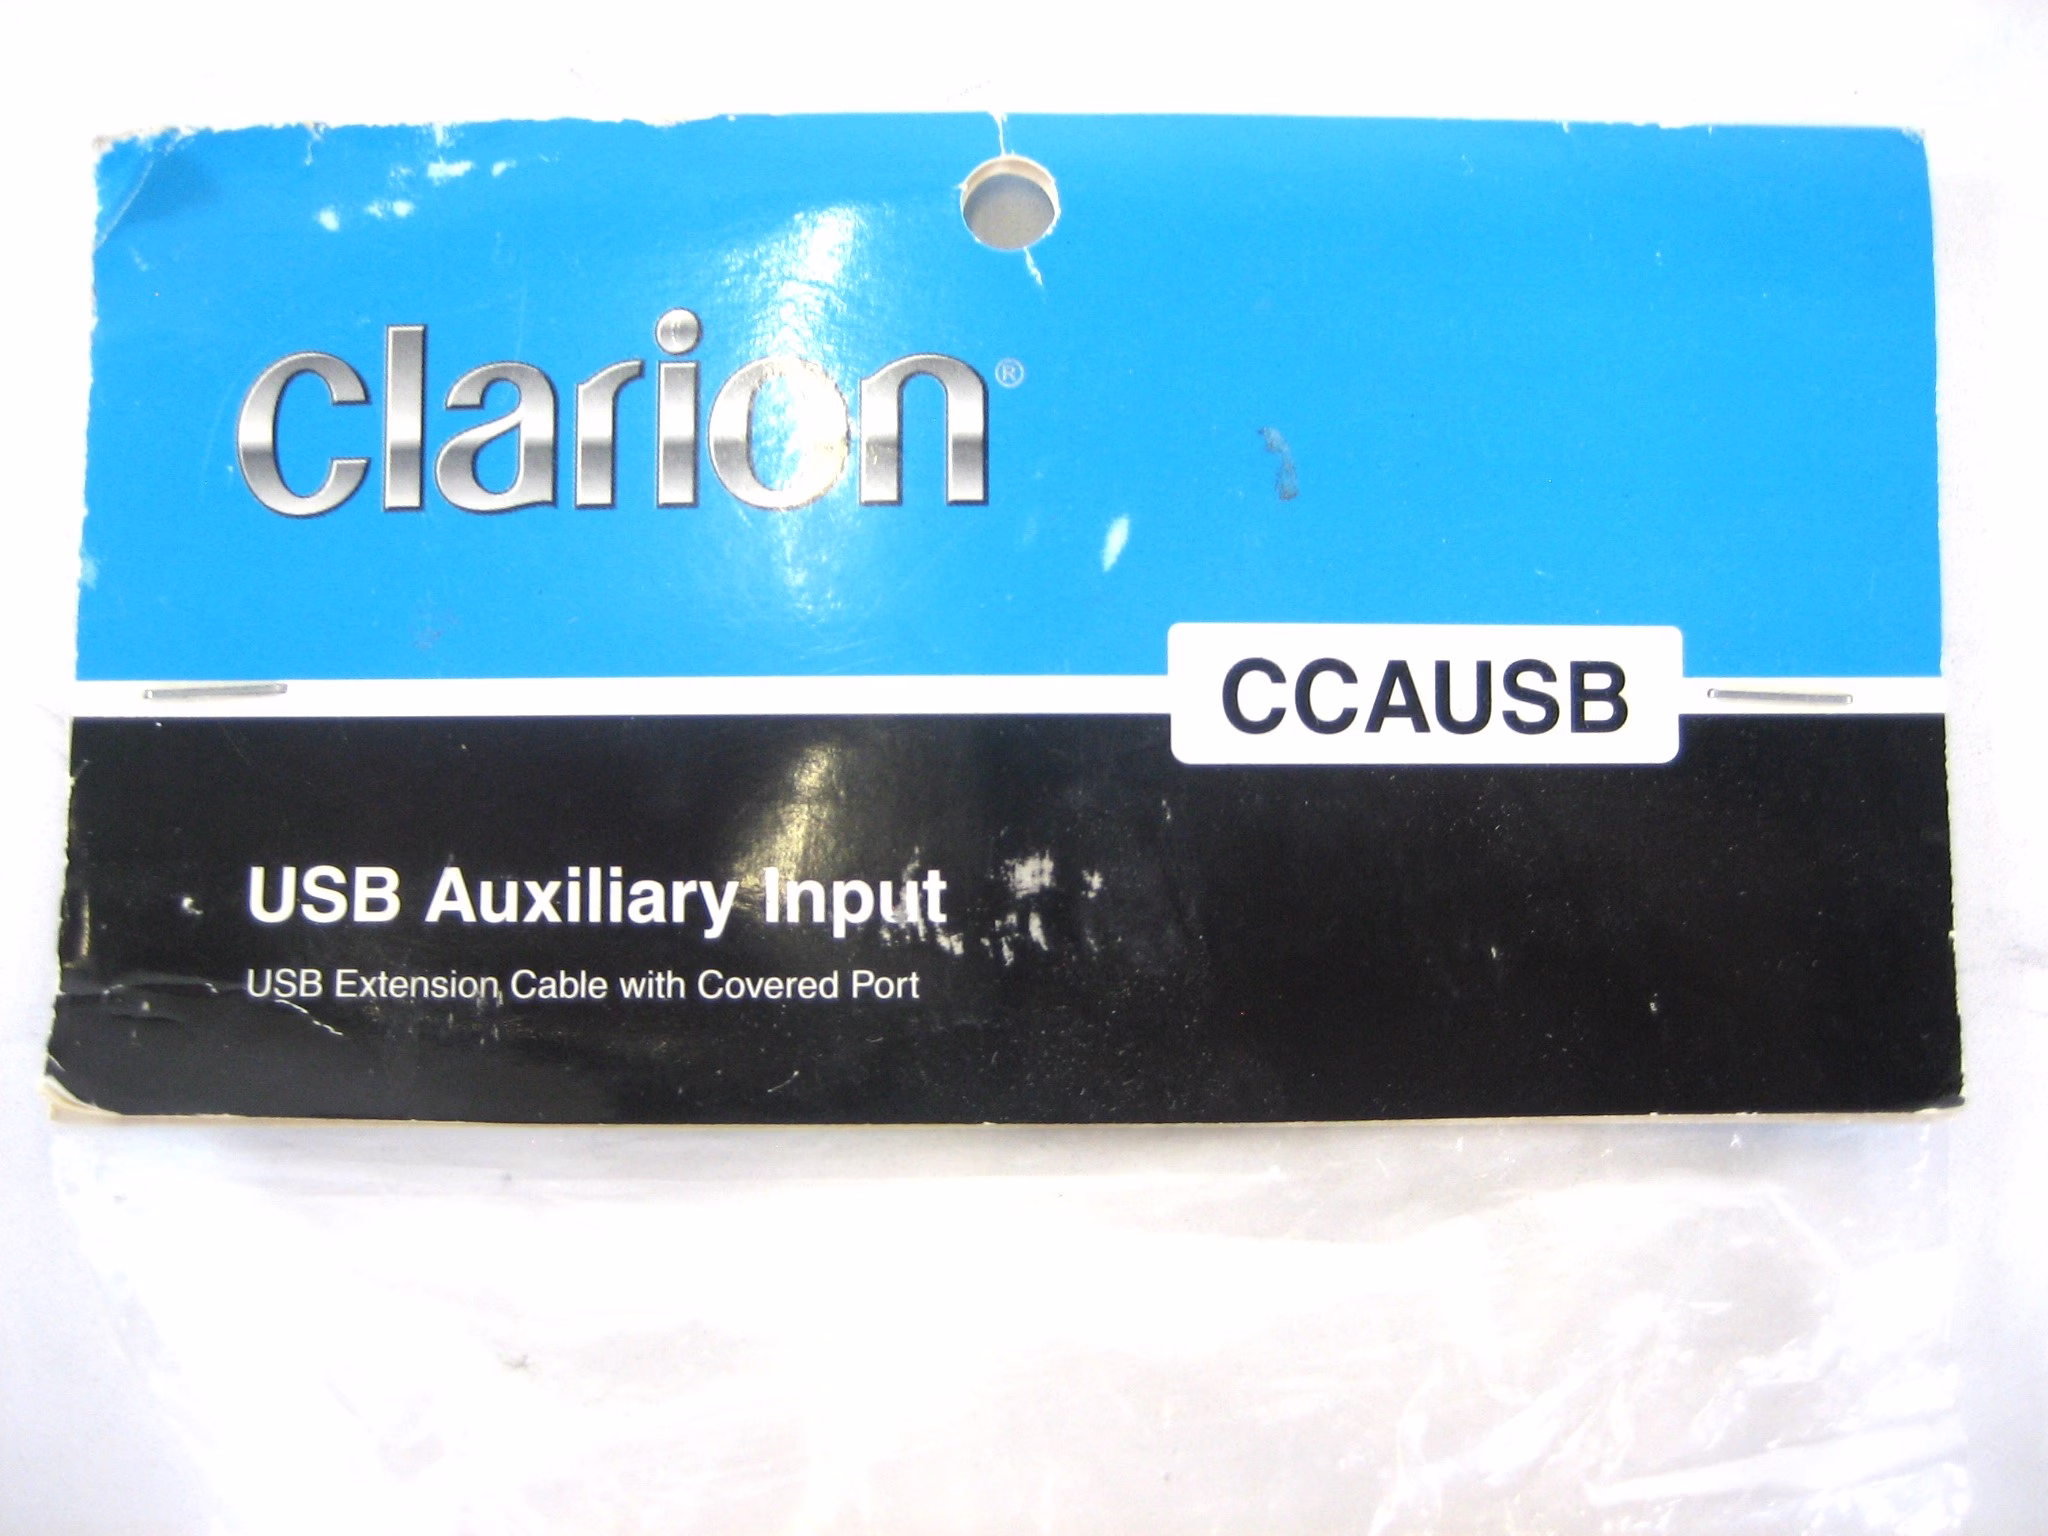 clarion®
CCAUSB
USB Auxiliary Input
USB Extension Cable with Covered Port